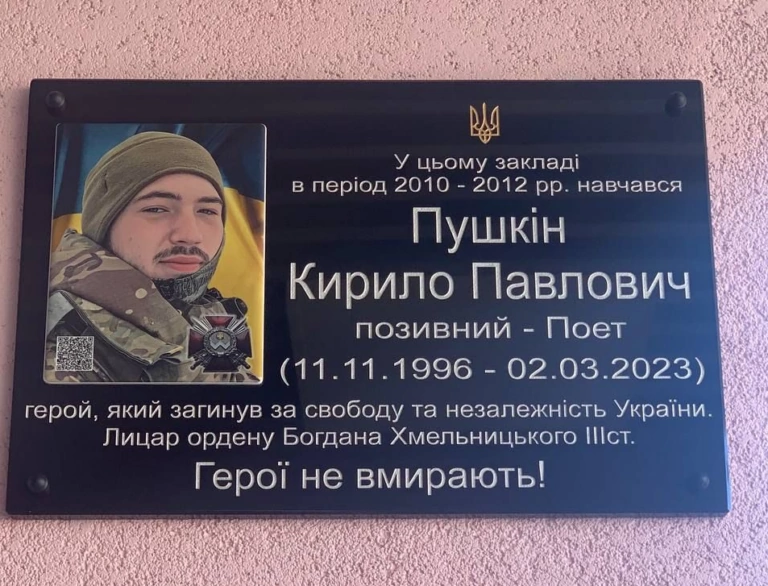 У цьому закладі
в період 2010 - 2012 рр. навчався
Пушкін
Кирило Павлович
позивний - Поет
(11.11.1996 - 02.03.2023)
герой, який загинув за свободу та незалежність України.
Лицар ордену Богдана Хмельницького IIIст.
Герої не вмирають!